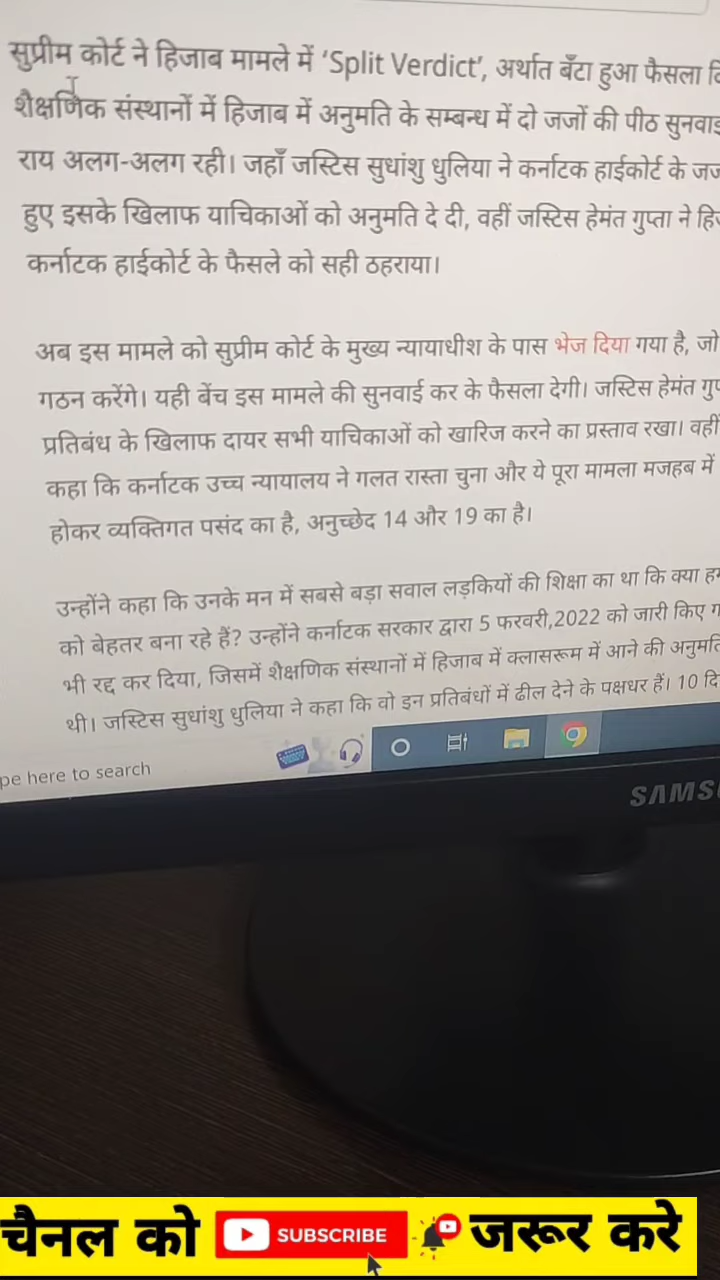 सुप्रीम कोर्ट ने हिजाब मामले में ‘Split Verdict’, अर्थात बँटा हुआ फैसला
शैक्षणिक संस्थानों में हिजाब में अनुमति के सम्बन्ध में दो जजों की पीठ
राय अलग-अलग रही। जहाँ जस्टिस सुधांशु धुलिया ने कर्नाटक हाईकोर्ट के
हुए इसके खिलाफ याचिकाओं को अनुमति दे दी, वहीं जस्टिस हेमंत गुप्ता ने
कर्नाटक हाईकोर्ट के फैसले को सही ठहराया।
अब इस मामले को सुप्रीम कोर्ट के मुख्य न्यायाधीश के पास भेज दिया गया है, जो
गठन करेंगे। यही बेंच इस मामले की सुनवाई कर के फैसला देगी। जस्टिस हेमंत
प्रतिबंध के खिलाफ दायर सभी याचिकाओं को खारिज करने का प्रस्ताव रखा। वहीं
कहा कि कर्नाटक उच्च न्यायालय ने गलत रास्ता चुना और ये पूरा मामला मजहब में
होकर व्यक्तिगत पसंद का है, अनुच्छेद 14 और 19 का है।
उन्होंने कहा कि उनके मन में सबसे बड़ा सवाल लड़कियों की शिक्षा का था कि क्या
को बेहतर बना रहे हैं? उन्होंने कर्नाटक सरकार द्वारा 5 फरवरी,2022 को जारी किए
भी रद्द कर दिया, जिसमें शैक्षणिक संस्थानों में हिजाब में क्लासरूम में आने की
थी। जस्टिस सुधांशु धुलिया ने कहा कि वो इन प्रतिबंधों में ढील देने के पक्षधर हैं। 10
here to search
चैनल को SUBSCRIBE जरूर करे